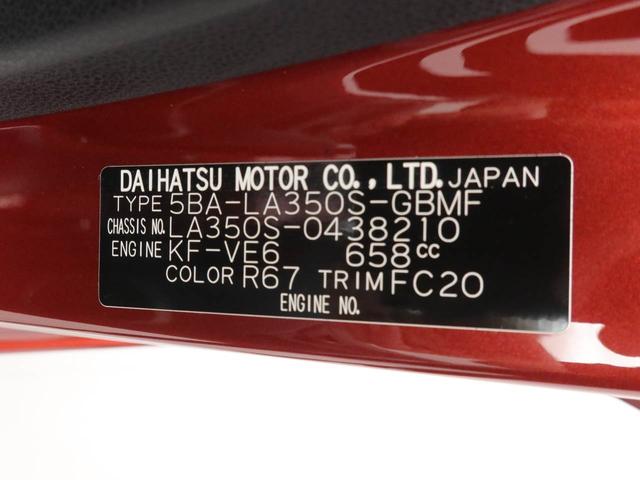 DAIHATSU MOTOR CO., LTD. JAPAN
TYPE 5BA-LA350S-GBMF
CHASSIS NO. LA350S-0438210
ENGINE KF-VE6 658cc
COLOR R67 TRIM FC20
ENGINE NO.